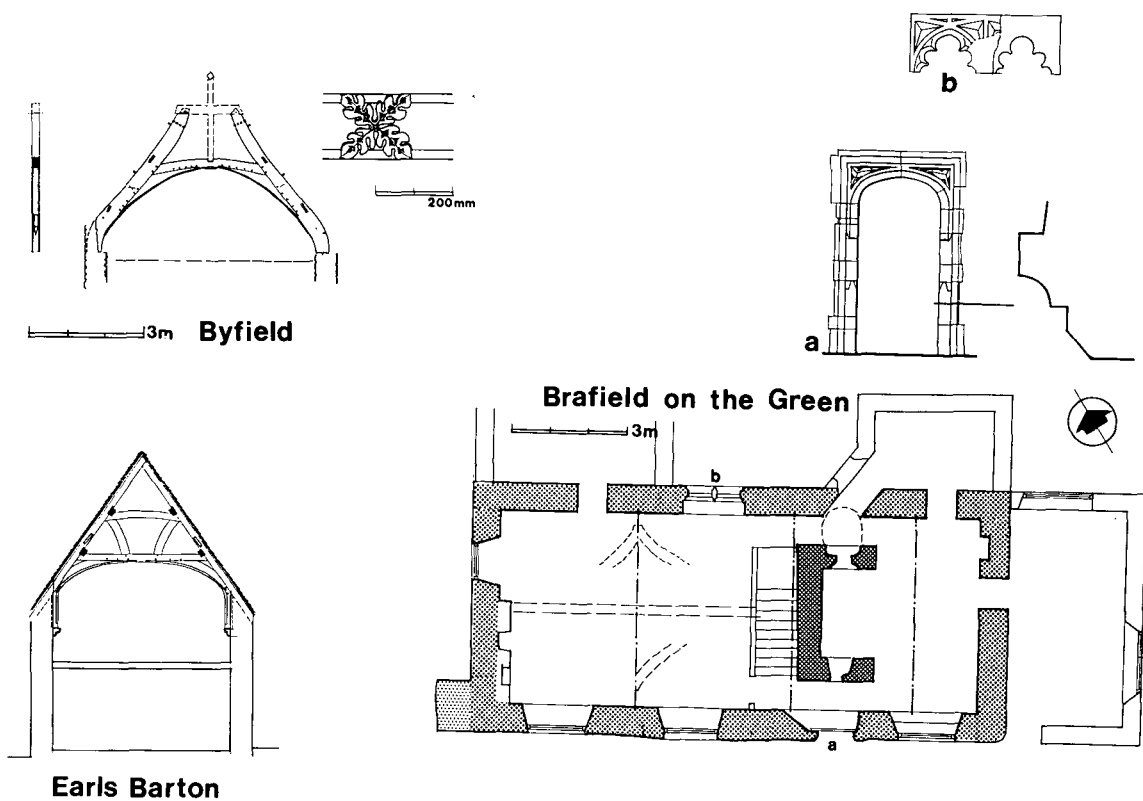 b
200mm
3m
Byfield
a
Brafield on the Green
3m
b
a
Earls Barton